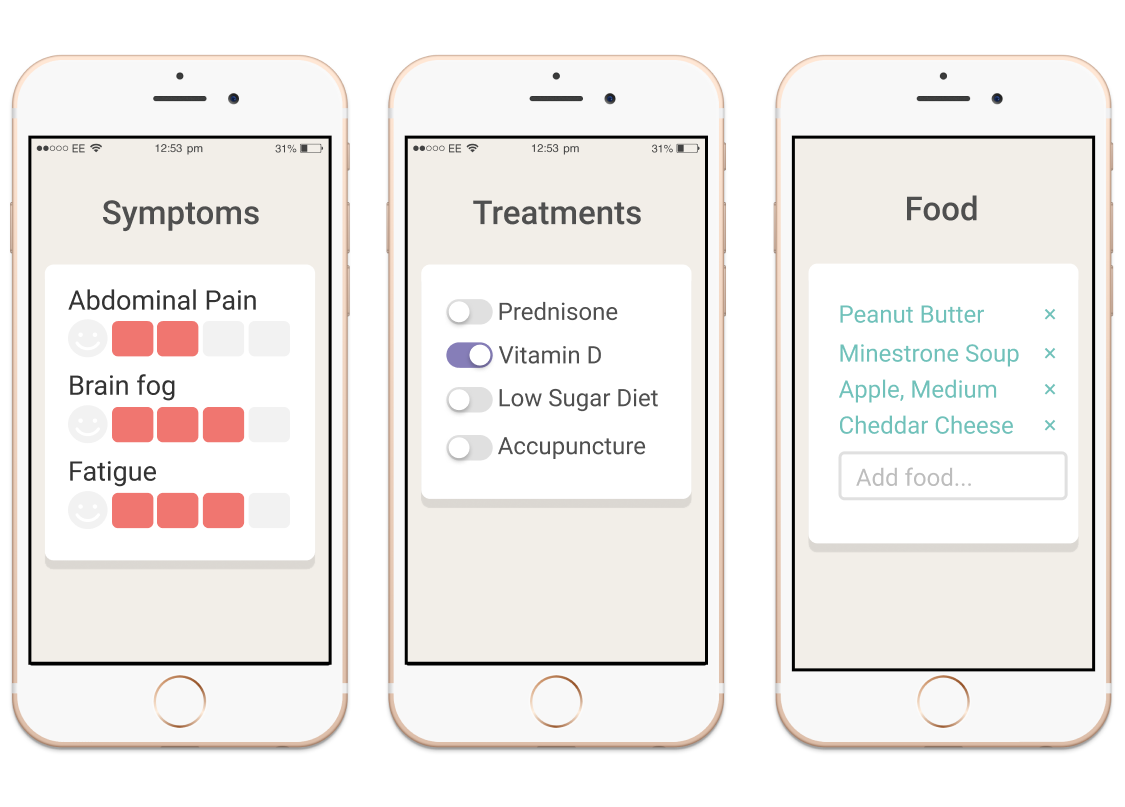 EE 12:53 pm 31%
Symptoms
Abdominal Pain
Brain fog
Fatigue
EE 12:53 pm 31%
Treatments
Prednisone
Vitamin D
Low Sugar Diet
Accupuncture
Food
Peanut Butter ×
Minestrone Soup ×
Apple, Medium ×
Cheddar Cheese ×
Add food...